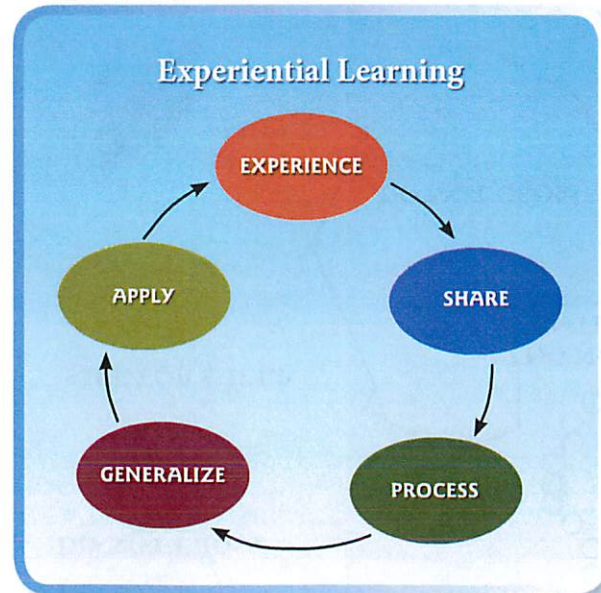 Experiential Learning
EXPERIENCE
SHARE
PROCESS
GENERALIZE
APPLY